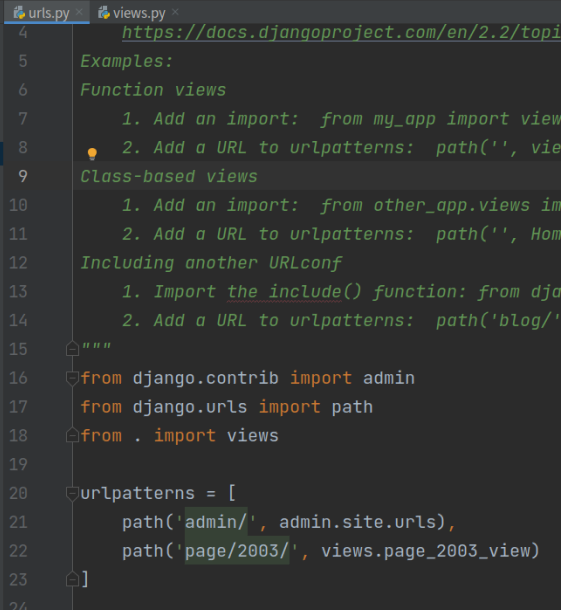 urls.py × views.py ×
4 https://docs.djangoproject.com/en/2.2/topi
5 Examples:
6 Function views
7 1. Add an import:  from my_app import view
8 2. Add a URL to urlpatterns:  path('', vie
9 Class-based views
10 1. Add an import:  from other_app.views im
11 2. Add a URL to urlpatterns:  path('', Hom
12 Including another URLconf
13 1. Import the include() function: from dja
14 2. Add a URL to urlpatterns:  path('blog/'
15 """
16 from django.contrib import admin
17 from django.urls import path
18 from . import views
19
20 urlpatterns = [
21 path('admin/', admin.site.urls),
22 path('page/2003/', views.page_2003_view)
23 ]
24